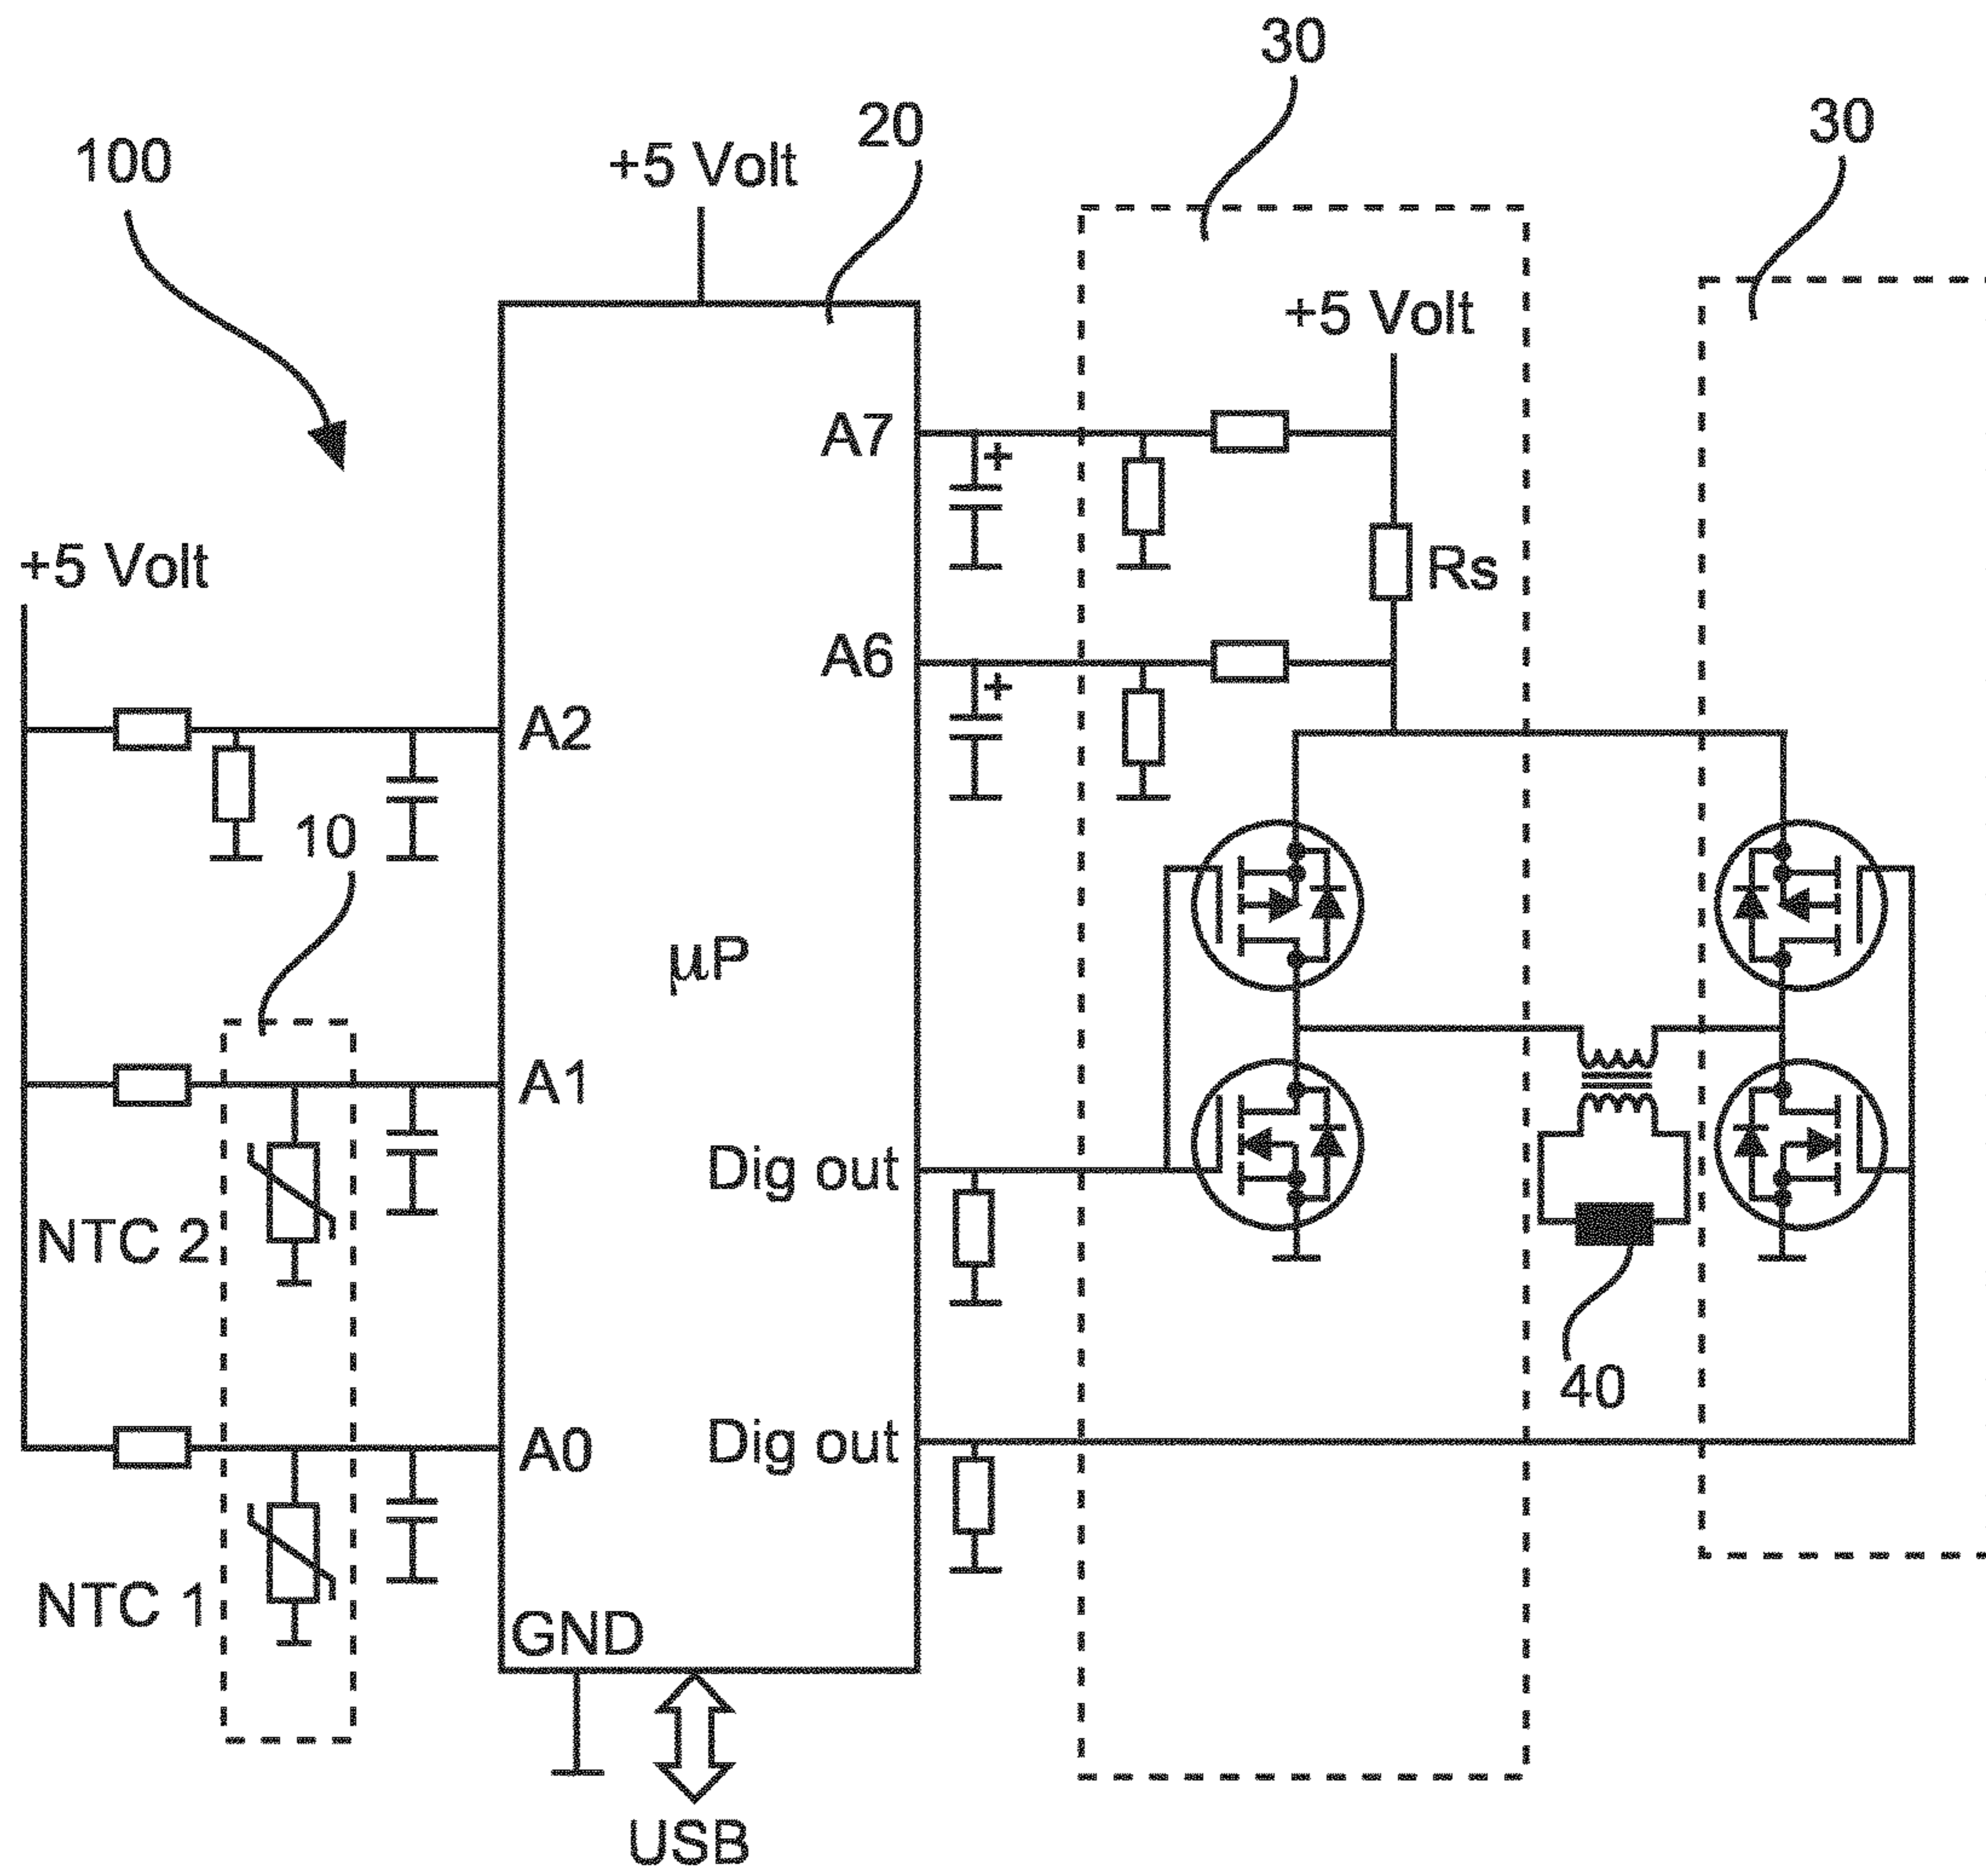 30
30
20
100
+5 Volt
+5 Volt
A7
+
+5 Volt
Rs
A6
+
A2
10
µP
A1
Dig out
NTC 2
40
Dig out
A0
NTC 1
GND
USB